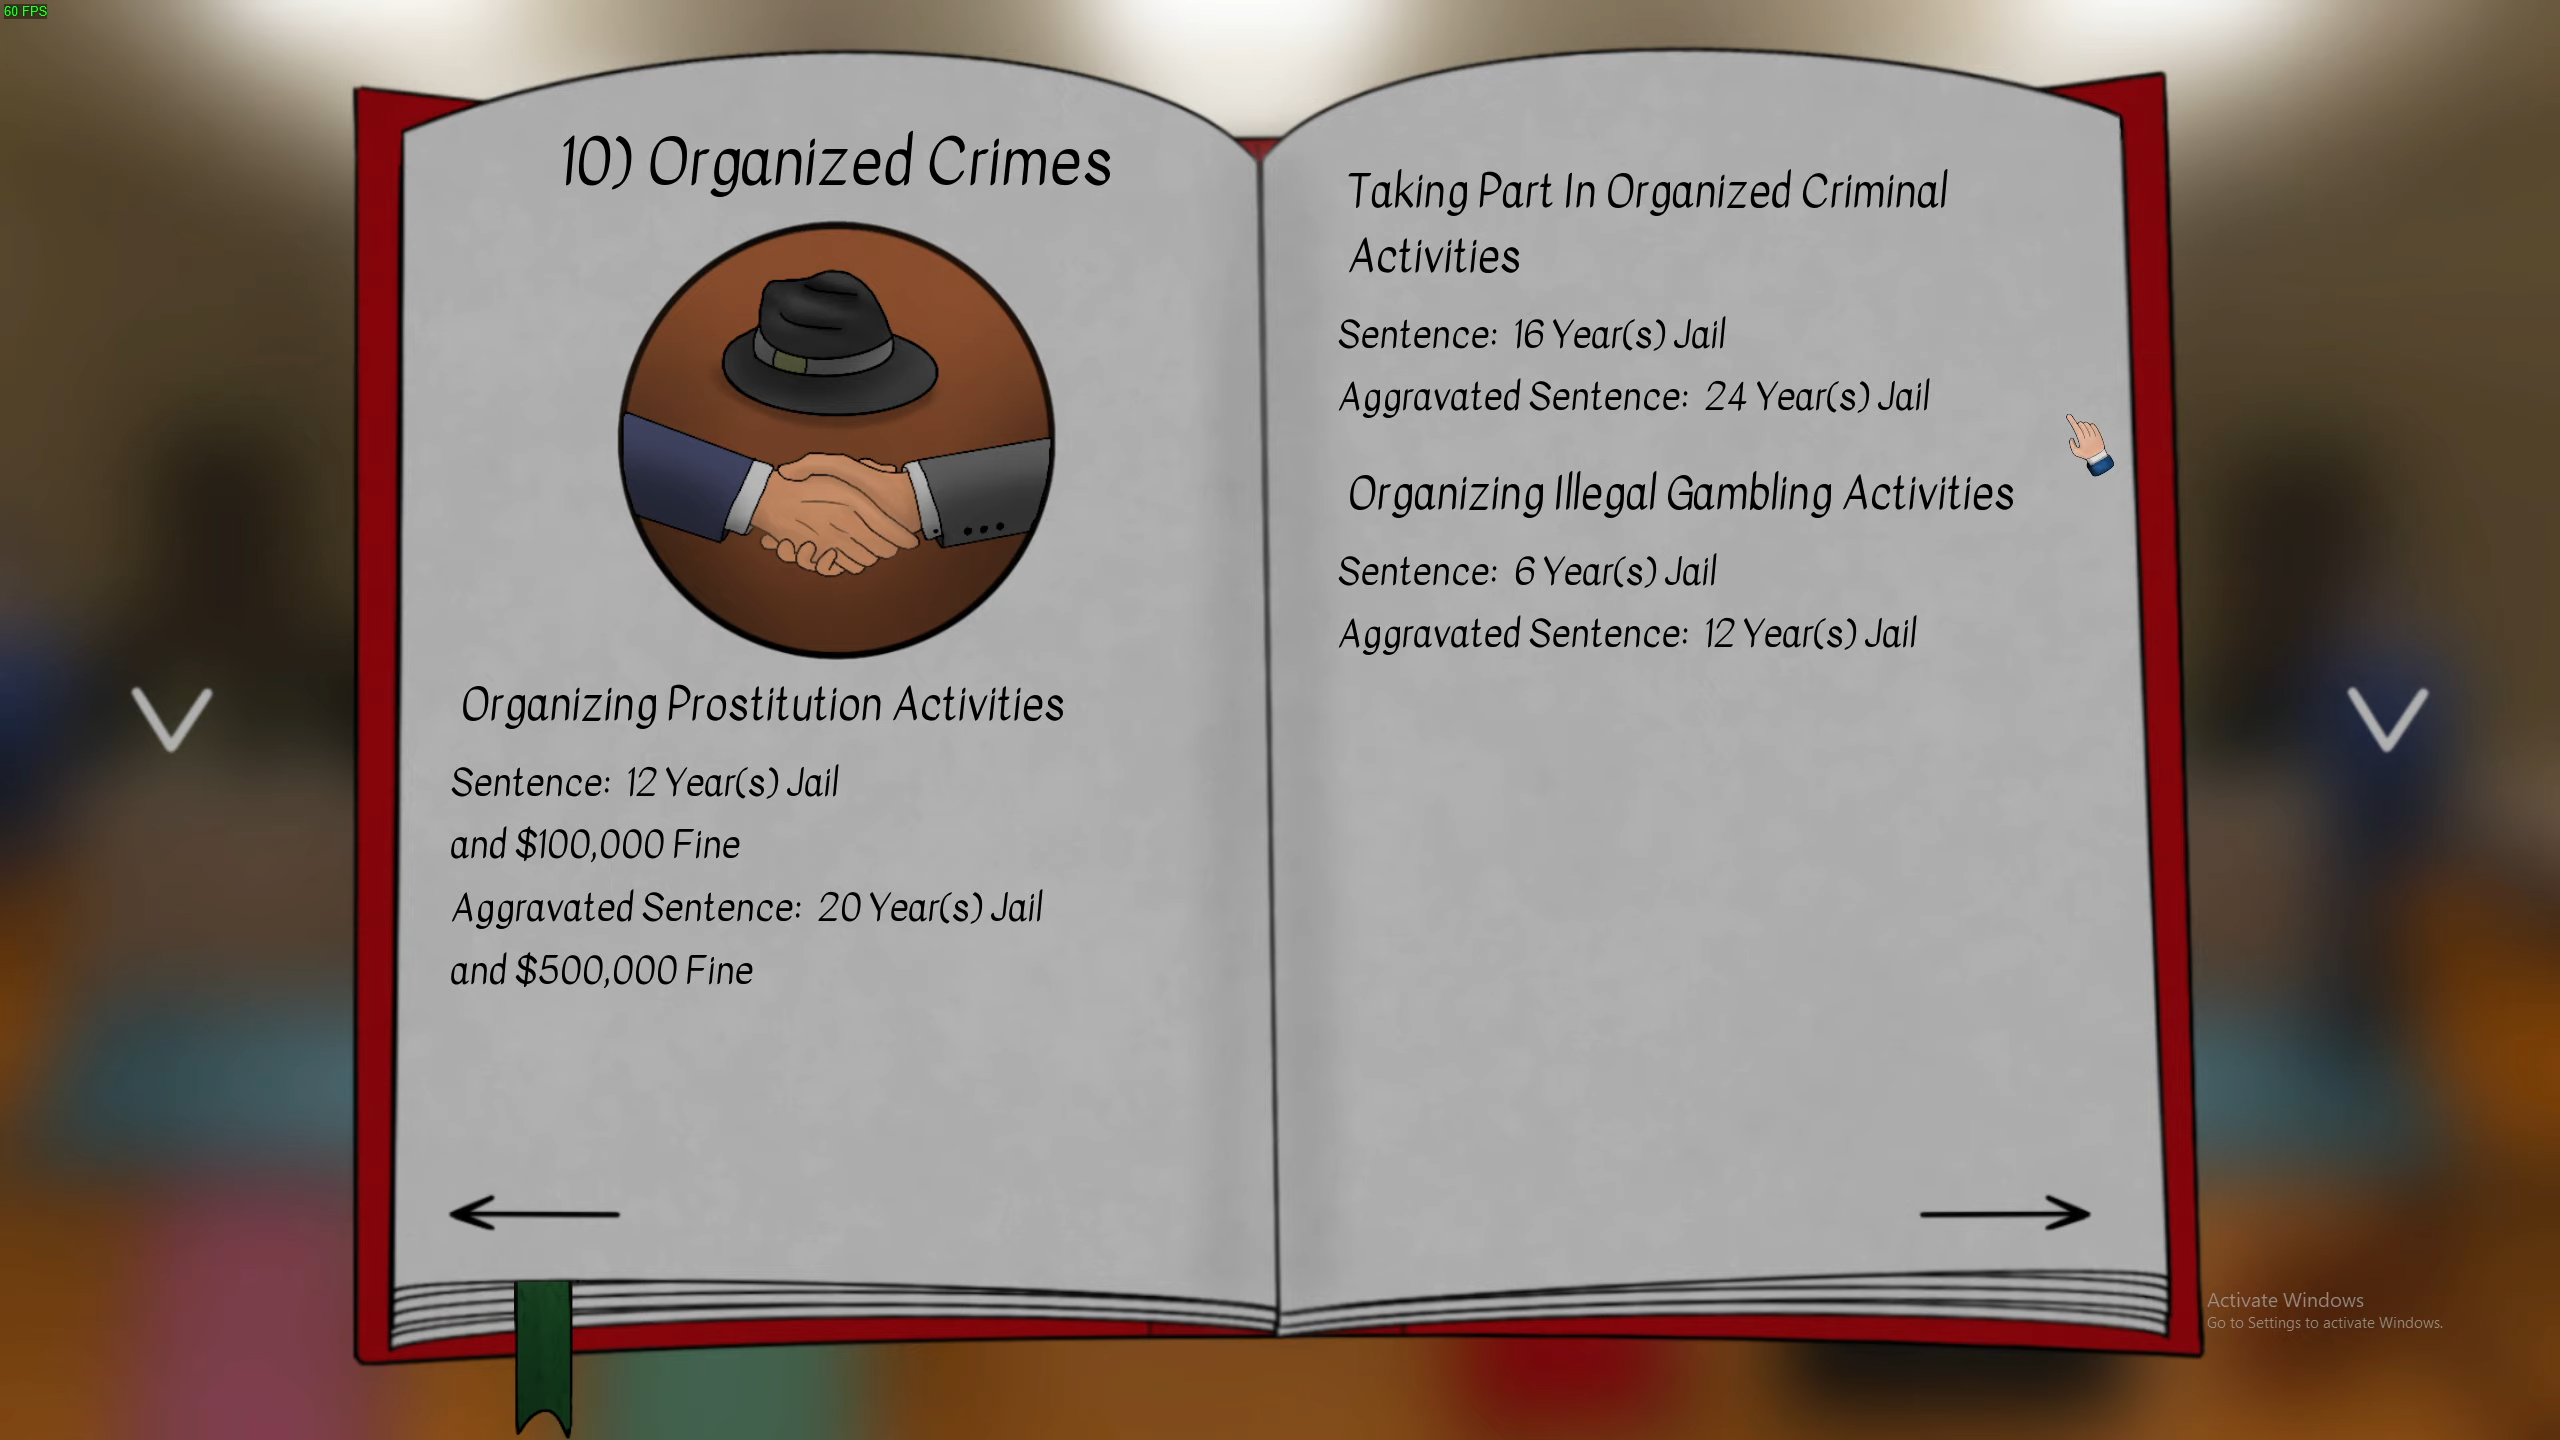 60 FPS
10) Organized Crimes
Organizing Prostitution Activities
Sentence: 12 Year(s) Jail
and $100,000 Fine
Aggravated Sentence: 20 Year(s) Jail
and $500,000 Fine
Taking Part In Organized Criminal
Activities
Sentence: 16 Year(s) Jail
Aggravated Sentence: 24 Year(s) Jail
Organizing Illegal Gambling Activities
Sentence: 6 Year(s) Jail
Aggravated Sentence: 12 Year(s) Jail
Activate Windows
Go to Settings to activate Windows.